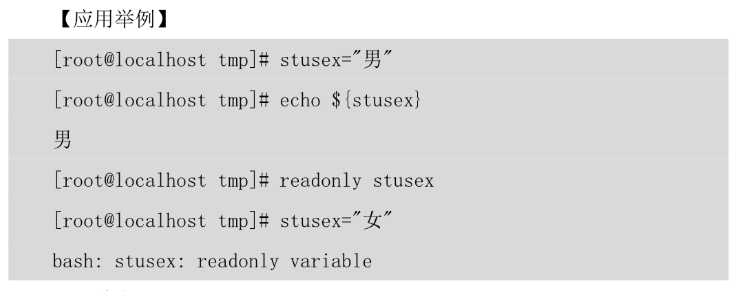 【应用举例】
[root@localhost tmp]# stusex="男"
[root@localhost tmp]# echo ${stusex}
男
[root@localhost tmp]# readonly stusex
[root@localhost tmp]# stusex="女"
bash: stusex: readonly variable